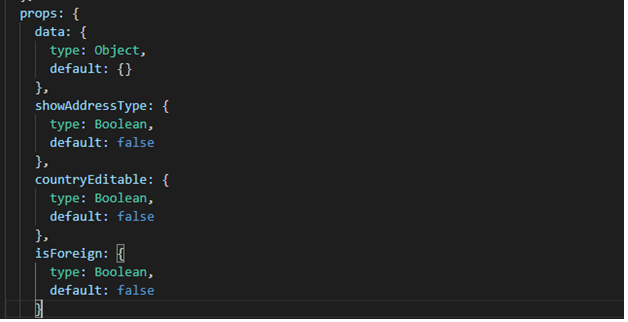 props: {
data: {
type: Object,
default: {}
},
showAddressType: {
type: Boolean,
default: false
},
countryEditable: {
type: Boolean,
default: false
},
isForeign: {
type: Boolean,
default: false
}